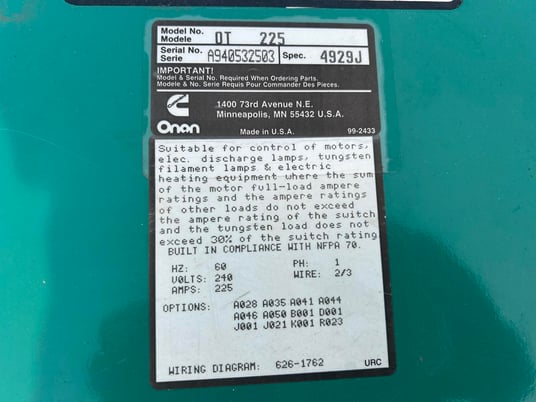 Model No.
Modele
OT 225
Serial No.
Serie
A940532503
Spec.
4929J
IMPORTANT!
Model & Serial No. Required When Ordering Parts.
Modele & No. Serie Requis Pour Commander Des Pieces.
1400 73rd Avenue N.E.
Minneapolis, MN 55432 U.S.A.
Onan
Made in U.S.A.
99-2433
Suitable for control of motors,
elec. discharge lamps, tungsten
filament lamps & electric
heating equipment where the sum
of the motor full-load ampere
ratings and the ampere ratings
of other loads do not exceed
the ampere rating of the switch
and the tungsten load does not
exceed 30% of the switch rating
BUILT IN COMPLIANCE WITH NFPA 70.
HZ: 60 PH: 1
VOLTS: 240 WIRE: 2/3
AMPS: 225
OPTIONS: A028 A035 A041 A044
A046 A050 B001 D001
J001 J021 K001 R023
WIRING DIAGRAM: 626-1762
URC